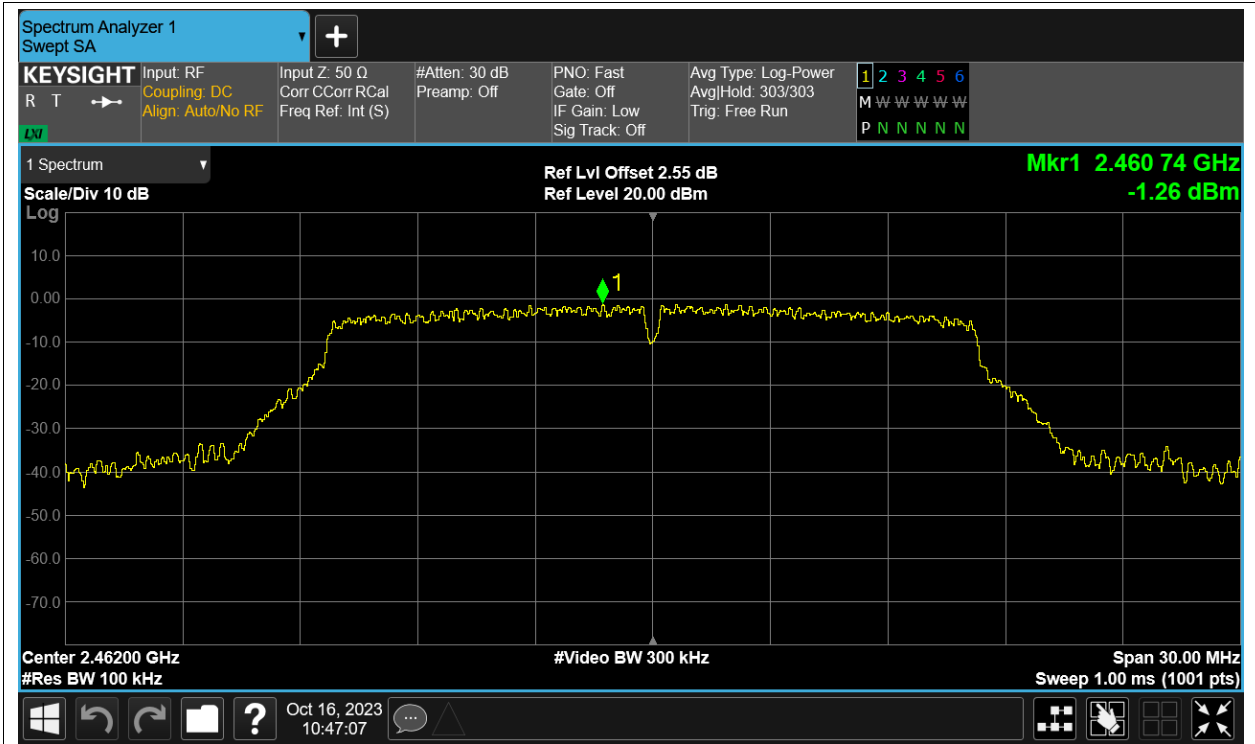 Spectrum Analyzer 1
Swept SA
KEYSIGHT
R T
LXI
Input: RF
Coupling: DC
Align: Auto/No RF
Input Z: 50 Ω
Corr CCorr RCal
Freq Ref: Int (S)
#Atten: 30 dB
Preamp: Off
PNO: Fast
Gate: Off
IF Gain: Low
Sig Track: Off
Avg Type: Log-Power
Avg|Hold: 303/303
Trig: Free Run
1 2 3 4 5 6
M W W W W W
P N N N N N
1 Spectrum
Scale/Div 10 dB
Log
Ref Lvl Offset 2.55 dB
Ref Level 20.00 dBm
Mkr1 2.460 74 GHz
-1.26 dBm
1
10.0
0.00
-10.0
-20.0
-30.0
-40.0
-50.0
-60.0
-70.0
Center 2.46200 GHz
#Res BW 100 kHz
#Video BW 300 kHz
Span 30.00 MHz
Sweep 1.00 ms (1001 pts)
?
Oct 16, 2023
10:47:07